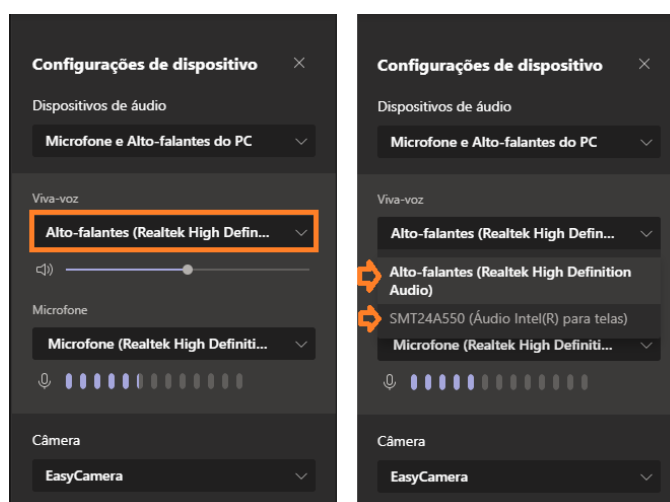 Configurações de dispositivo
Dispositivos de áudio
Microfone e Alto-falantes do PC
Viva-voz
Alto-falantes (Realtek High Defin...
Microfone
Microfone (Realtek High Definiti...
Câmera
EasyCamera
Configurações de dispositivo
Dispositivos de áudio
Microfone e Alto-falantes do PC
Viva-voz
Alto-falantes (Realtek High Defin...
Alto-falantes (Realtek High Definition
Audio)
SMT24A550 (Áudio Intel(R) para telas)
Microfone (Realtek High Definiti...
Câmera
EasyCamera